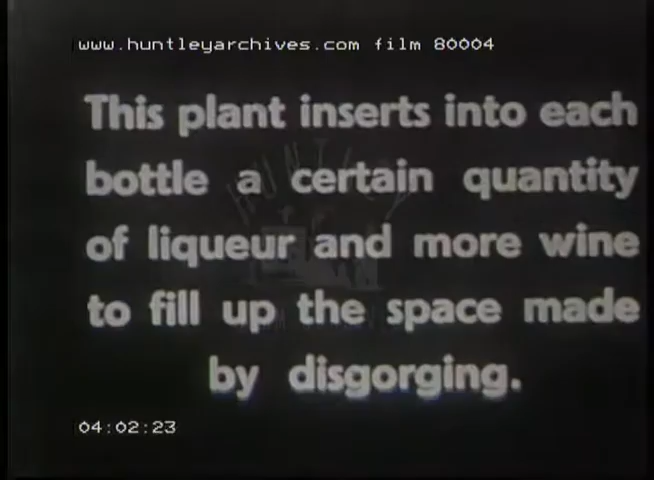 www.huntleyarchives.com film 80004
This plant inserts into each
bottle a certain quantity
of liqueur and more wine
to fill up the space made
by disgorging.
04:02:23